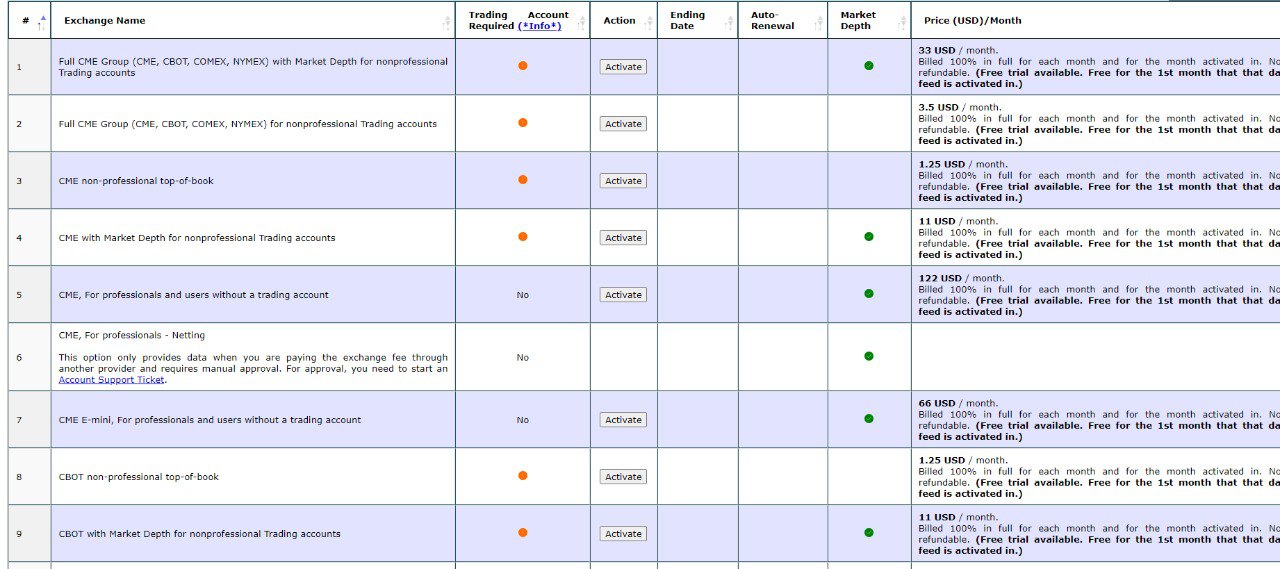 # Exchange Name Trading Account Required (*Info*) Action Ending Date Auto-Renewal Market Depth Price (USD)/Month
1
Full CME Group (CME, CBOT, COMEX, NYMEX) with Market Depth for nonprofessional
Trading accounts
Activate
33 USD / month.
Billed 100% in full for each month and for the month activated in.
refundable. (Free trial available. Free for the 1st month that that
feed is activated in.)
2
Full CME Group (CME, CBOT, COMEX, NYMEX) for nonprofessional Trading accounts
Activate
3.5 USD / month.
Billed 100% in full for each month and for the month activated in.
refundable. (Free trial available. Free for the 1st month that that
feed is activated in.)
3
CME non-professional top-of-book
Activate
1.25 USD / month.
Billed 100% in full for each month and for the month activated in.
refundable. (Free trial available. Free for the 1st month that that
feed is activated in.)
4
CME with Market Depth for nonprofessional Trading accounts
Activate
11 USD / month.
Billed 100% in full for each month and for the month activated in.
refundable. (Free trial available. Free for the 1st month that that
feed is activated in.)
5
CME, For professionals and users without a trading account
No
Activate
122 USD / month.
Billed 100% in full for each month and for the month activated in.
refundable. (Free trial available. Free for the 1st month that that
feed is activated in.)
6
CME, For professionals - Netting
This option only provides data when you are paying the exchange fee through
another provider and requires manual approval. For approval, you need to start an
Account Support Ticket.
No
7
CME E-mini, For professionals and users without a trading account
No
Activate
66 USD / month.
Billed 100% in full for each month and for the month activated in.
refundable. (Free trial available. Free for the 1st month that that
feed is activated in.)
8
CBOT non-professional top-of-book
Activate
1.25 USD / month.
Billed 100% in full for each month and for the month activated in.
refundable. (Free trial available. Free for the 1st month that that
feed is activated in.)
9
CBOT with Market Depth for nonprofessional Trading accounts
Activate
11 USD / month.
Billed 100% in full for each month and for the month activated in.
refundable. (Free trial available. Free for the 1st month that that
feed is activated in.)